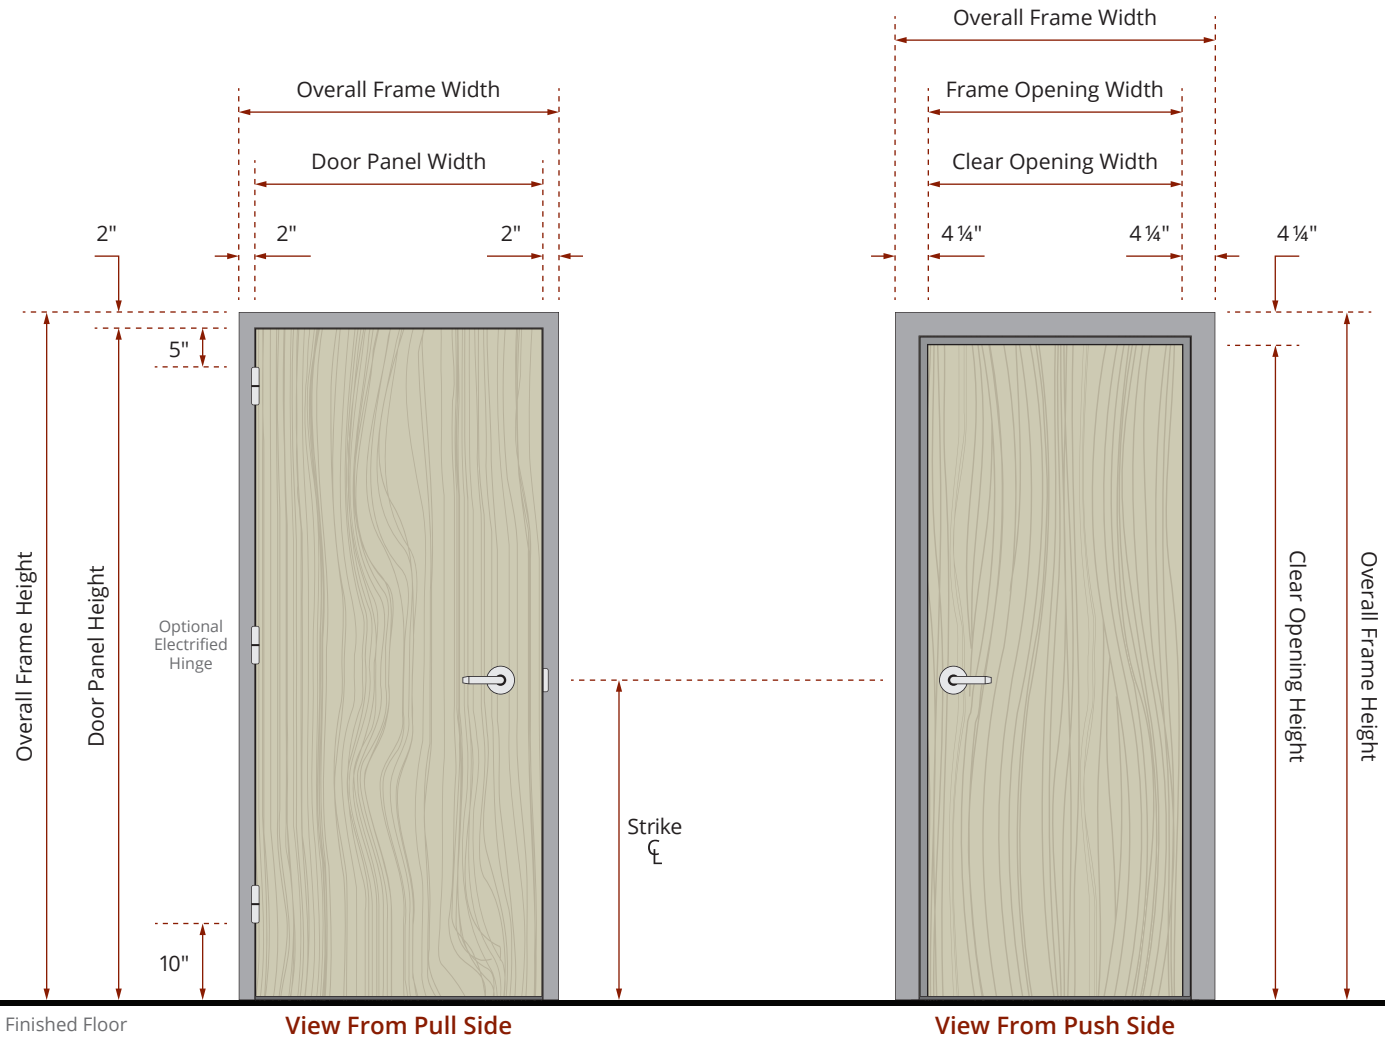 Overall Frame Width
Overall Frame Width
Frame Opening Width
Door Panel Width
Clear Opening Width
2"
2"
2"
4 ¼"
4 ¼"
4 ¼"
5"
Overall Frame Height
Door Panel Height
Optional
Electrified
Hinge
Clear Opening Height
Overall Frame Height
Strike
℄
10"
Finished Floor
View From Pull Side
View From Push Side